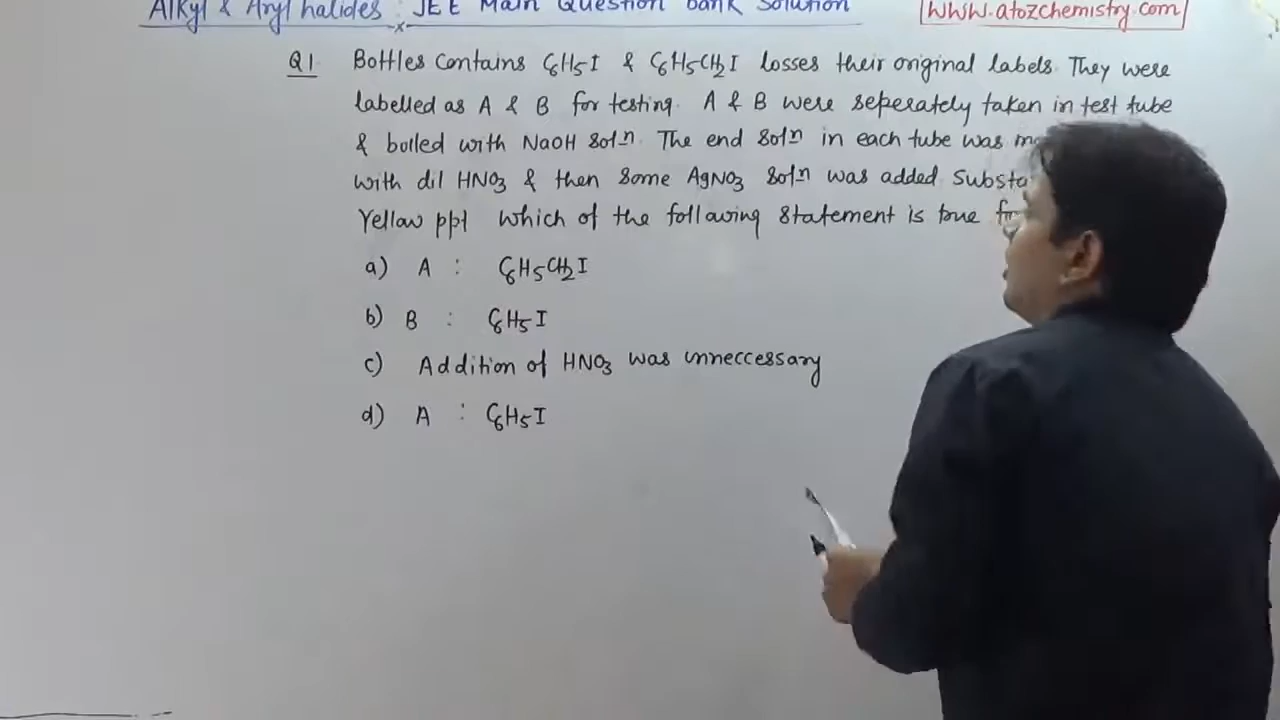 Alkyl & Aryl halides : JEE Main Question bank Solution
www.atozchemistry.com
Q1 Bottles Contains C6H5I & C6H5CH2I losses their original labels. They were
labelled as A & B for testing. A & B were seperately taken in test tube
& boiled with NaOH Solⁿ. The end Solⁿ in each tube was
with dil HNO3 & then Some AgNO3 Solⁿ was added.
Yellow ppt which of the following Statement is true
a) A : C6H5CH2I
b) B : C6H5I
c) Addition of HNO3 was unneccessary
d) A : C6H5I